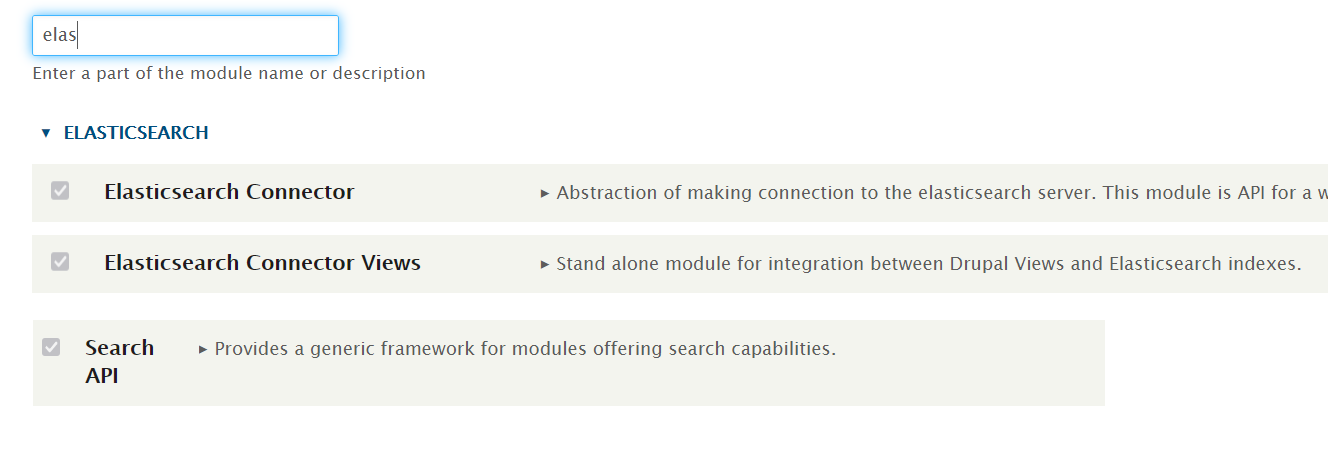 elas
Enter a part of the module name or description
▼ ELASTICSEARCH
Elasticsearch Connector ► Abstraction of making connection to the elasticsearch server. This module is API for a w
Elasticsearch Connector Views ► Stand alone module for integration between Drupal Views and Elasticsearch indexes.
Search ► Provides a generic framework for modules offering search capabilities.
API